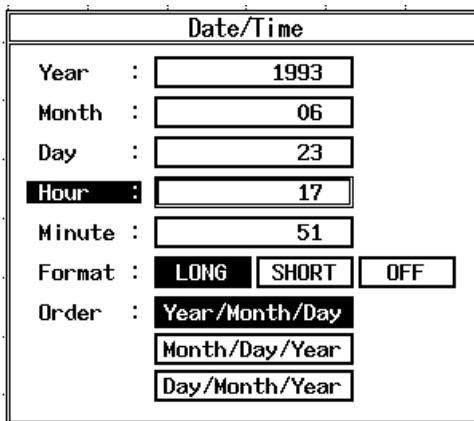 Date/Time
Year : 1993
Month : 06
Day : 23
Hour : 17
Minute : 51
Format : LONG SHORT OFF
Order : Year/Month/Day
Month/Day/Year
Day/Month/Year